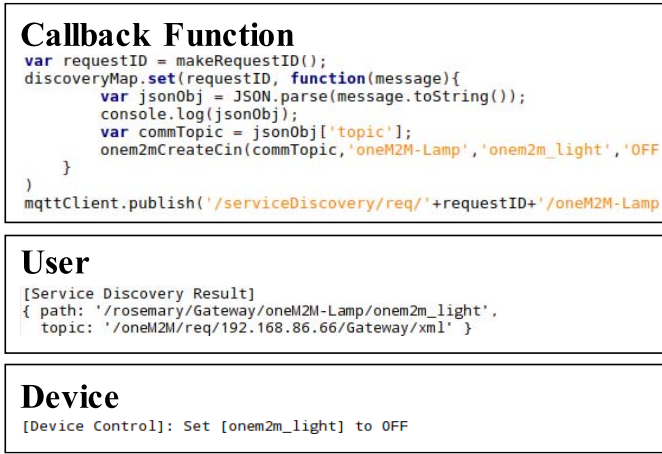 Callback Function
var requestID = makeRequestID();
discoveryMap.set(requestID, function(message){
var jsonObj = JSON.parse(message.toString());
console.log(jsonObj);
var commTopic = jsonObj['topic'];
onem2mCreateCin(commTopic,'oneM2M-Lamp','onem2m_light','OFF
}
)
mqttClient.publish('/serviceDiscovery/req/'+requestID+'/oneM2M-Lamp
User
[Service Discovery Result]
{ path: '/rosemary/Gateway/oneM2M-Lamp/onem2m_light',
topic: '/oneM2M/req/192.168.86.66/Gateway/xml' }
Device
[Device Control]: Set [onem2m_light] to OFF